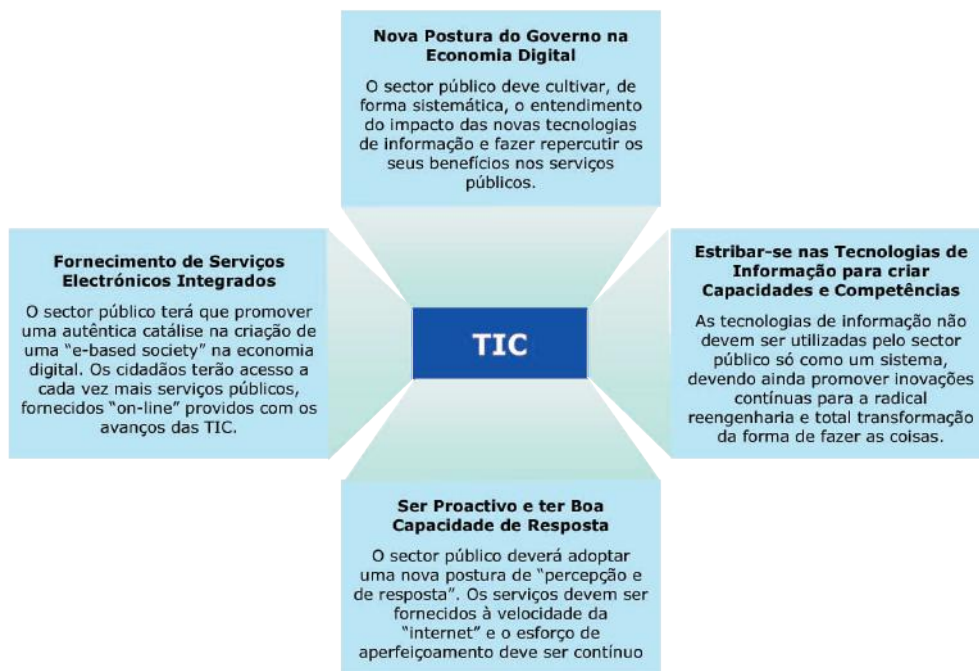 Nova Postura do Governo na
Economia Digital
O sector público deve cultivar, de
forma sistemática, o entendimento
do impacto das novas tecnologias
de informação e fazer repercutir os
seus benefícios nos serviços
públicos.
Fornecimento de Serviços
Electrónicos Integrados
O sector público terá que promover
uma autêntica catálise na criação de
uma “e-based society” na economia
digital. Os cidadãos terão acesso a
cada vez mais serviços públicos,
fornecidos “on-line” providos com os
avanços das TIC.
TIC
Estribar-se nas Tecnologias de
Informação para criar
Capacidades e Competências
As tecnologias de informação não
devem ser utilizadas pelo sector
público só como um sistema,
devendo ainda promover inovações
contínuas para a radical
reengenharia e total transformação
da forma de fazer as coisas.
Ser Proactivo e ter Boa
Capacidade de Resposta
O sector público deverá adoptar
uma nova postura de “percepção e
de resposta”. Os serviços devem ser
fornecidos à velocidade da
“internet” e o esforço de
aperfeiçoamento deve ser contínuo